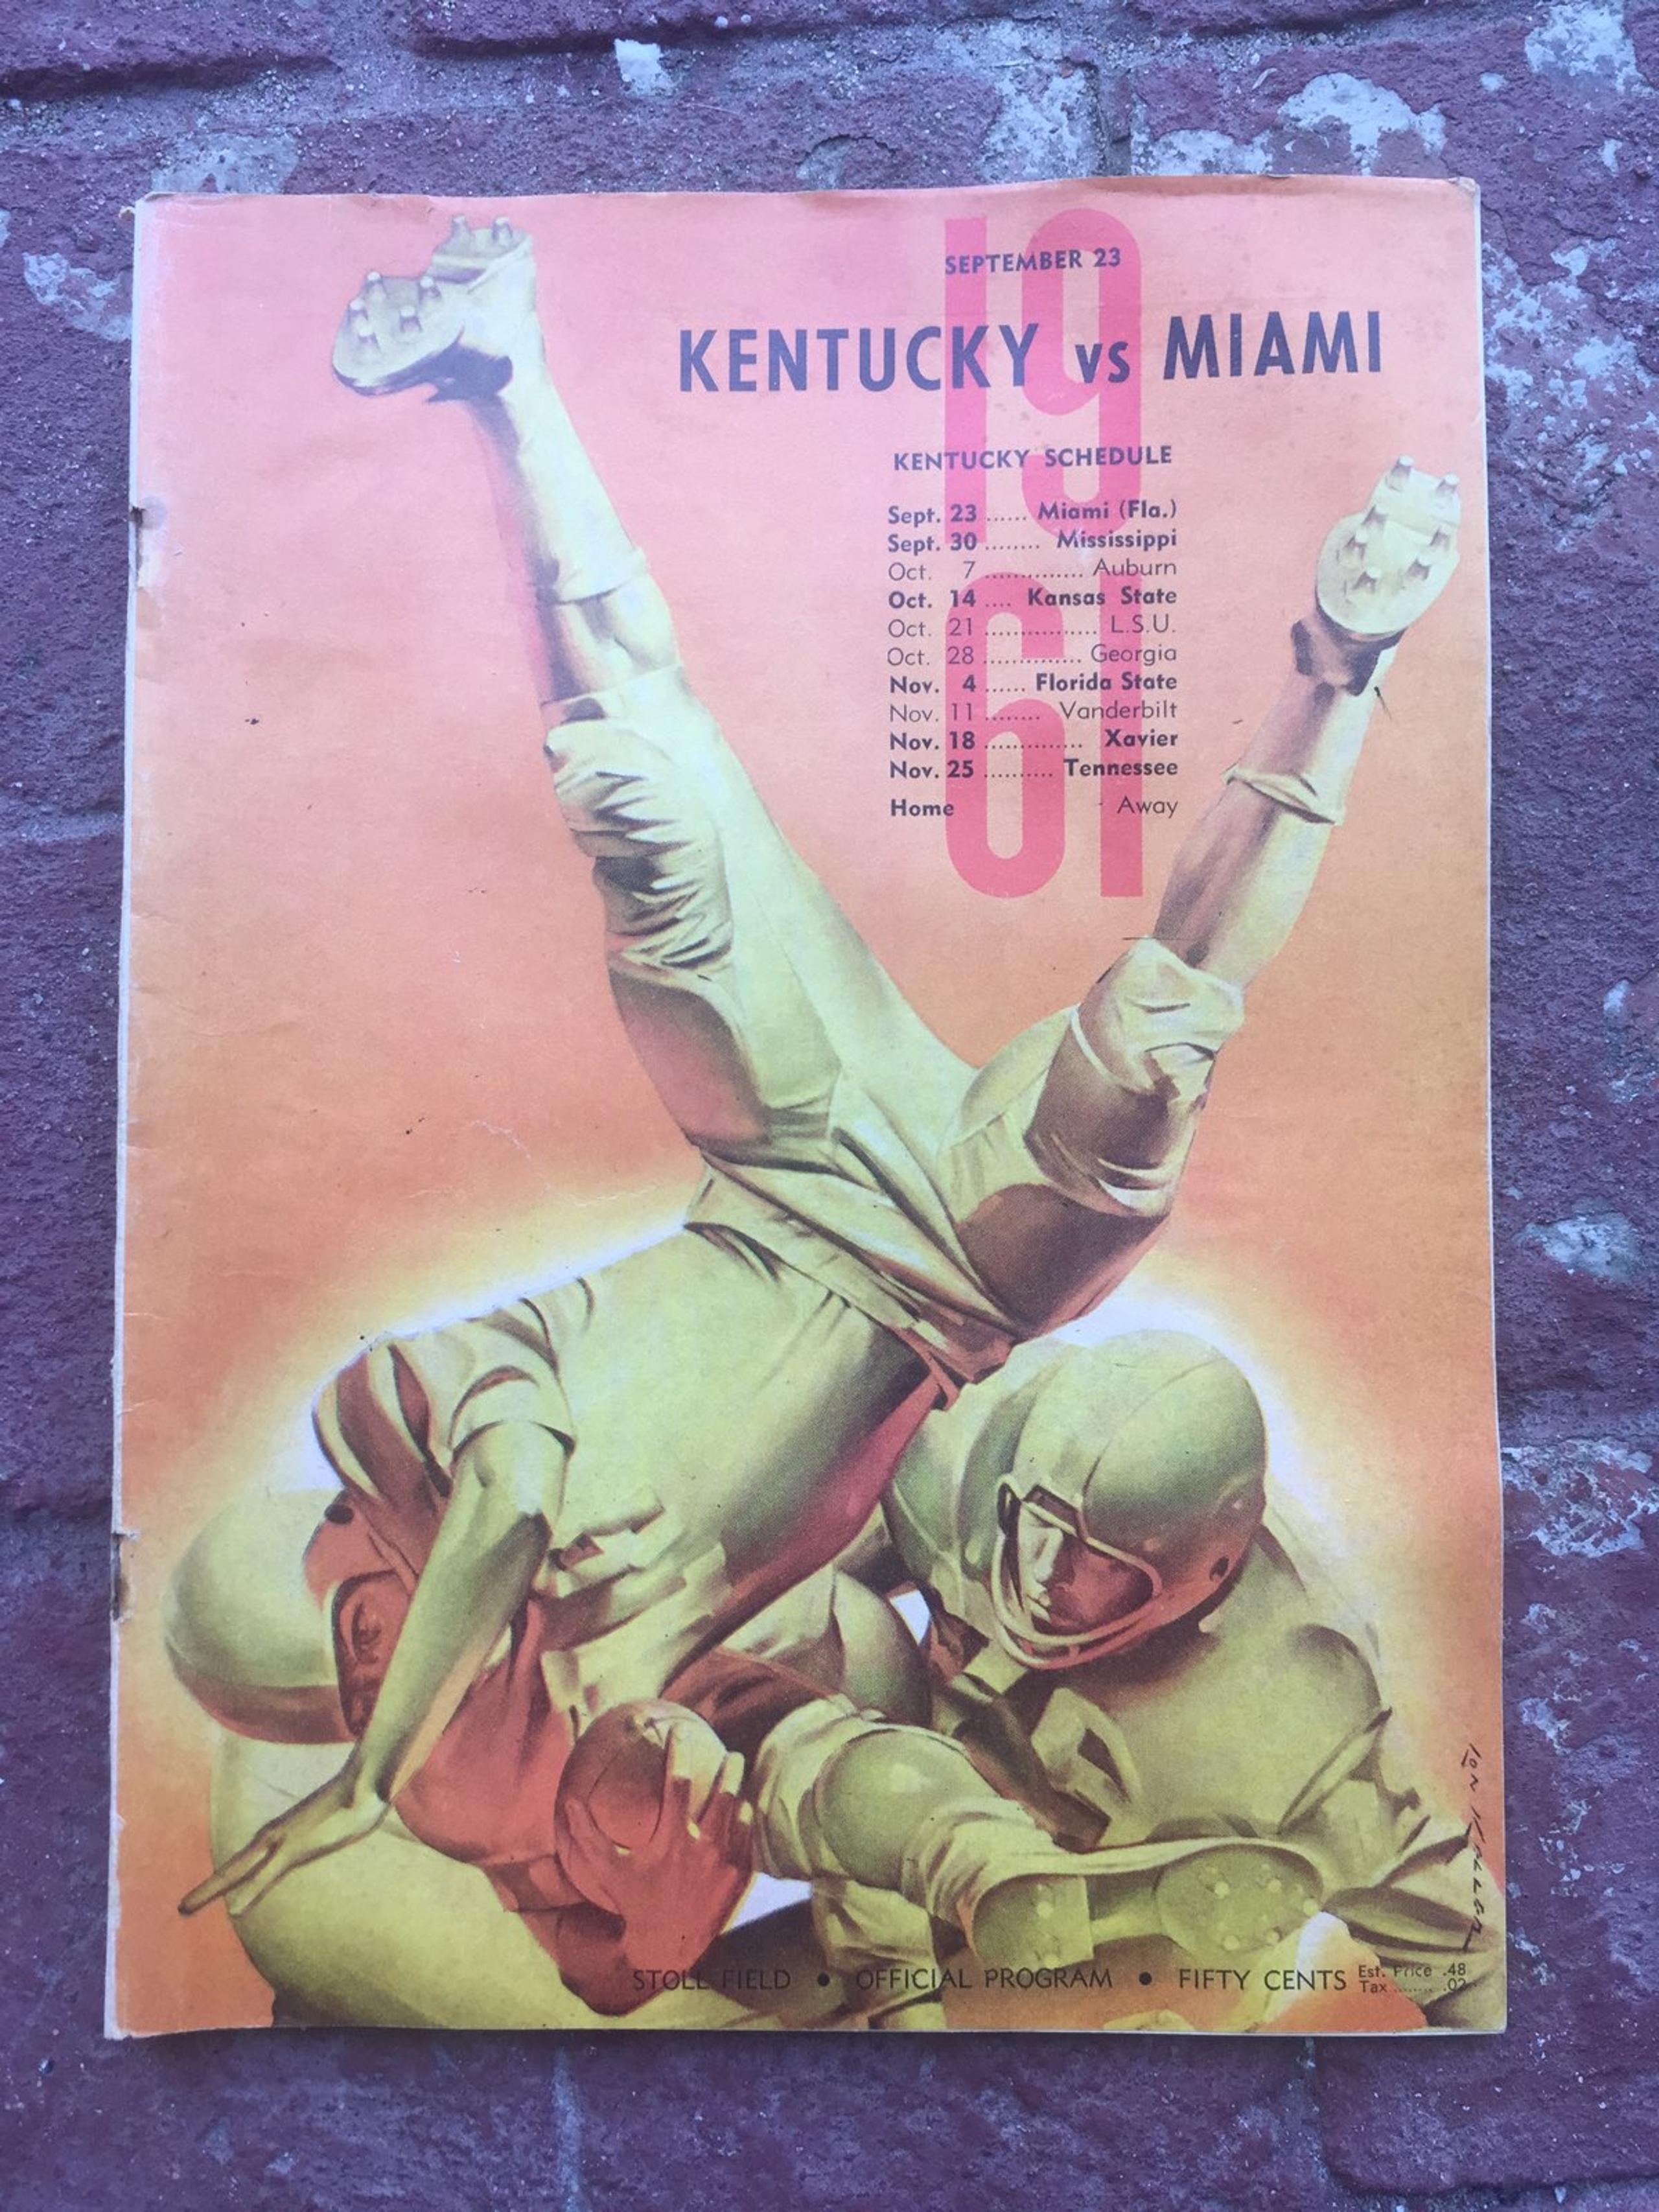 19
61
SEPTEMBER 23
KENTUCKY vs MIAMI
KENTUCKY SCHEDULE
Sept. 23 ...... Miami (Fla.)
Sept. 30 ........ Mississippi
Oct. 7 .............. Auburn
Oct. 14 .... Kansas State
Oct. 21 ................ L.S.U.
Oct. 28 .............. Georgia
Nov. 4 ...... Florida State
Nov. 11 ........ Vanderbilt
Nov. 18 .............. Xavier
Nov. 25 .......... Tennessee
Home Away
LON KELLER
STOLL FIELD • OFFICIAL PROGRAM • FIFTY CENTS
Est. Price .48
Tax ........ .02